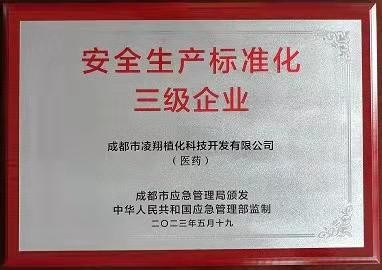 安全生产标准化
三级企业
成都市凌翔植化科技开发有限公司
（医药）
成都市应急管理局颁发
中华人民共和国应急管理部监制
二〇二三年五月十九